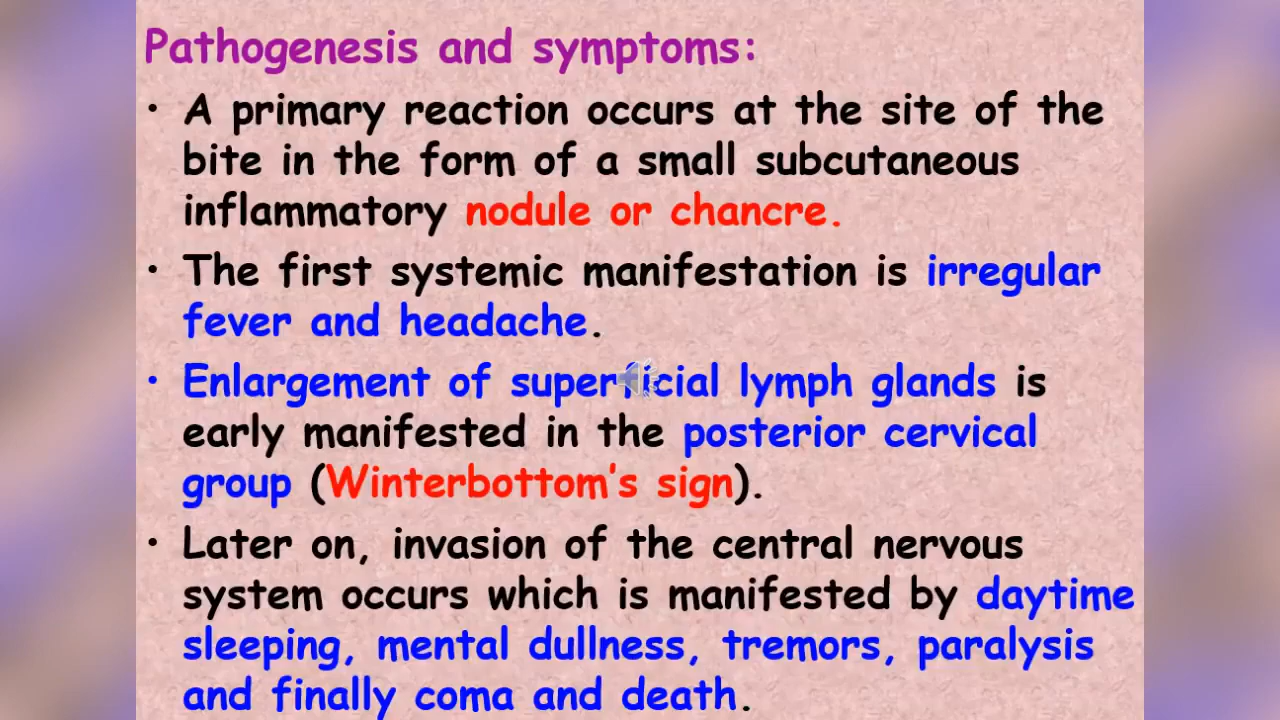 Pathogenesis and symptoms:
• A primary reaction occurs at the site of the
bite in the form of a small subcutaneous
inflammatory nodule or chancre.
• The first systemic manifestation is irregular
fever and headache.
• Enlargement of superficial lymph glands is
early manifested in the posterior cervical
group (Winterbottom's sign).
• Later on, invasion of the central nervous
system occurs which is manifested by daytime
sleeping, mental dullness, tremors, paralysis
and finally coma and death.